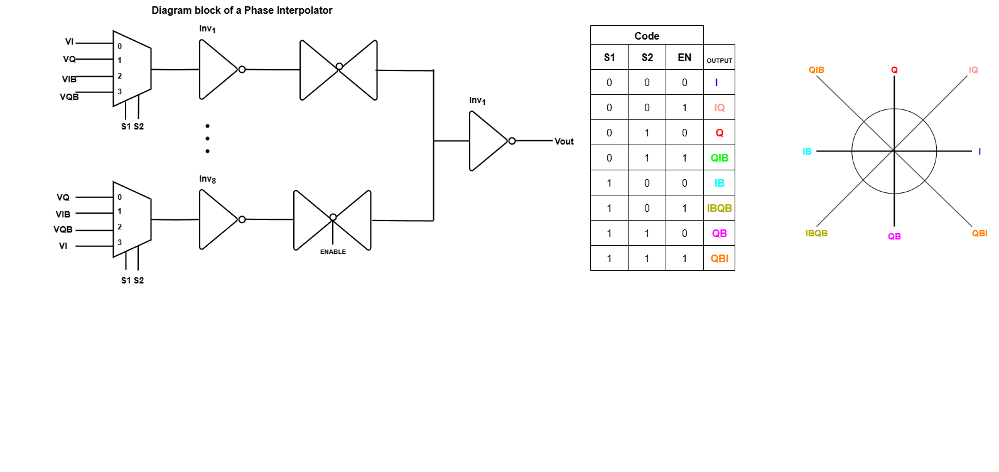 Diagram block of a Phase Interpolator
Inv1
VI
VQ
VIB
VQB
0
1
2
3
S1 S2
Inv1
Vout
Inv8
VQ
VIB
VQB
VI
0
1
2
3
S1 S2
ENABLE
Code
S1 S2 EN OUTPUT
0 0 0 I
0 0 1 IQ
0 1 0 Q
0 1 1 QIB
1 0 0 IB
1 0 1 IBQB
1 1 0 QB
1 1 1 QBI
QIB
Q
IQ
IB
I
IBQB
QB
QBI